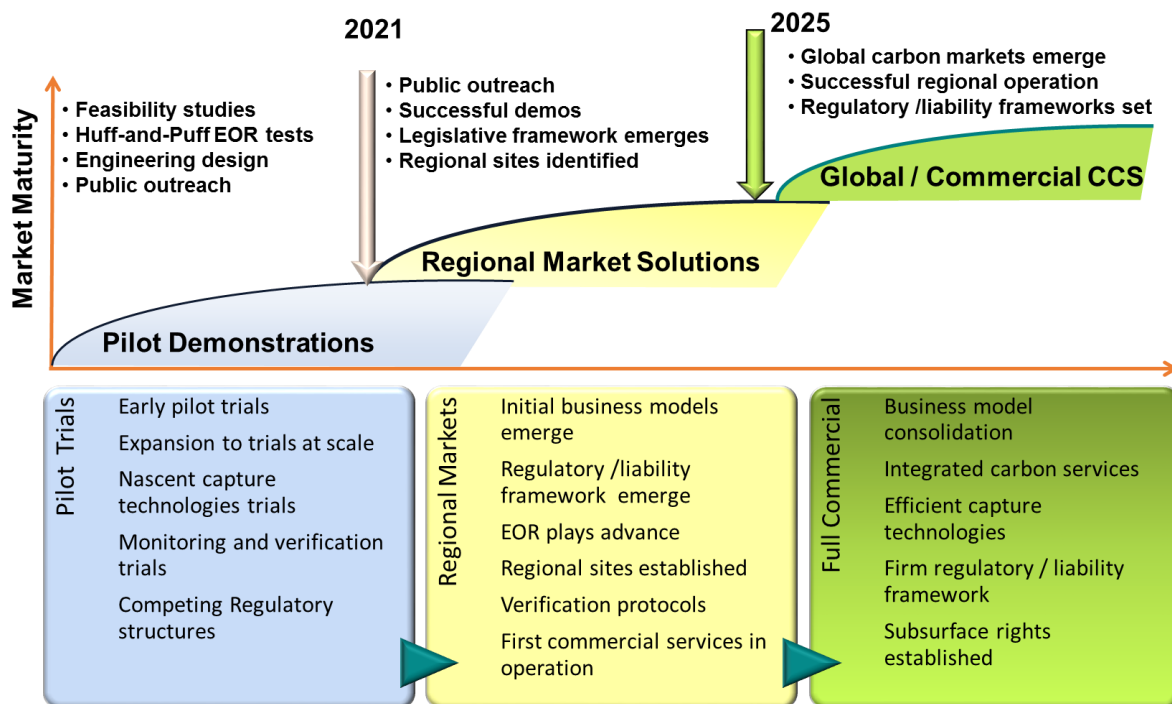 2021
2025
• Global carbon markets emerge
• Successful regional operation
• Regulatory /liability frameworks set
• Public outreach
• Successful demos
• Legislative framework emerges
• Regional sites identified
• Feasibility studies
• Huff-and-Puff EOR tests
• Engineering design
• Public outreach
Market Maturity
Global / Commercial CCS
Regional Market Solutions
Pilot Demonstrations
Pilot Trials
Early pilot trials
Expansion to trials at scale
Nascent capture
technologies trials
Monitoring and verification
trials
Competing Regulatory
structures
Regional Markets
Initial business models
emerge
Regulatory /liability
framework emerge
EOR plays advance
Regional sites established
Verification protocols
First commercial services in
operation
Full Commercial
Business model
consolidation
Integrated carbon services
Efficient capture
technologies
Firm regulatory / liability
framework
Subsurface rights
established